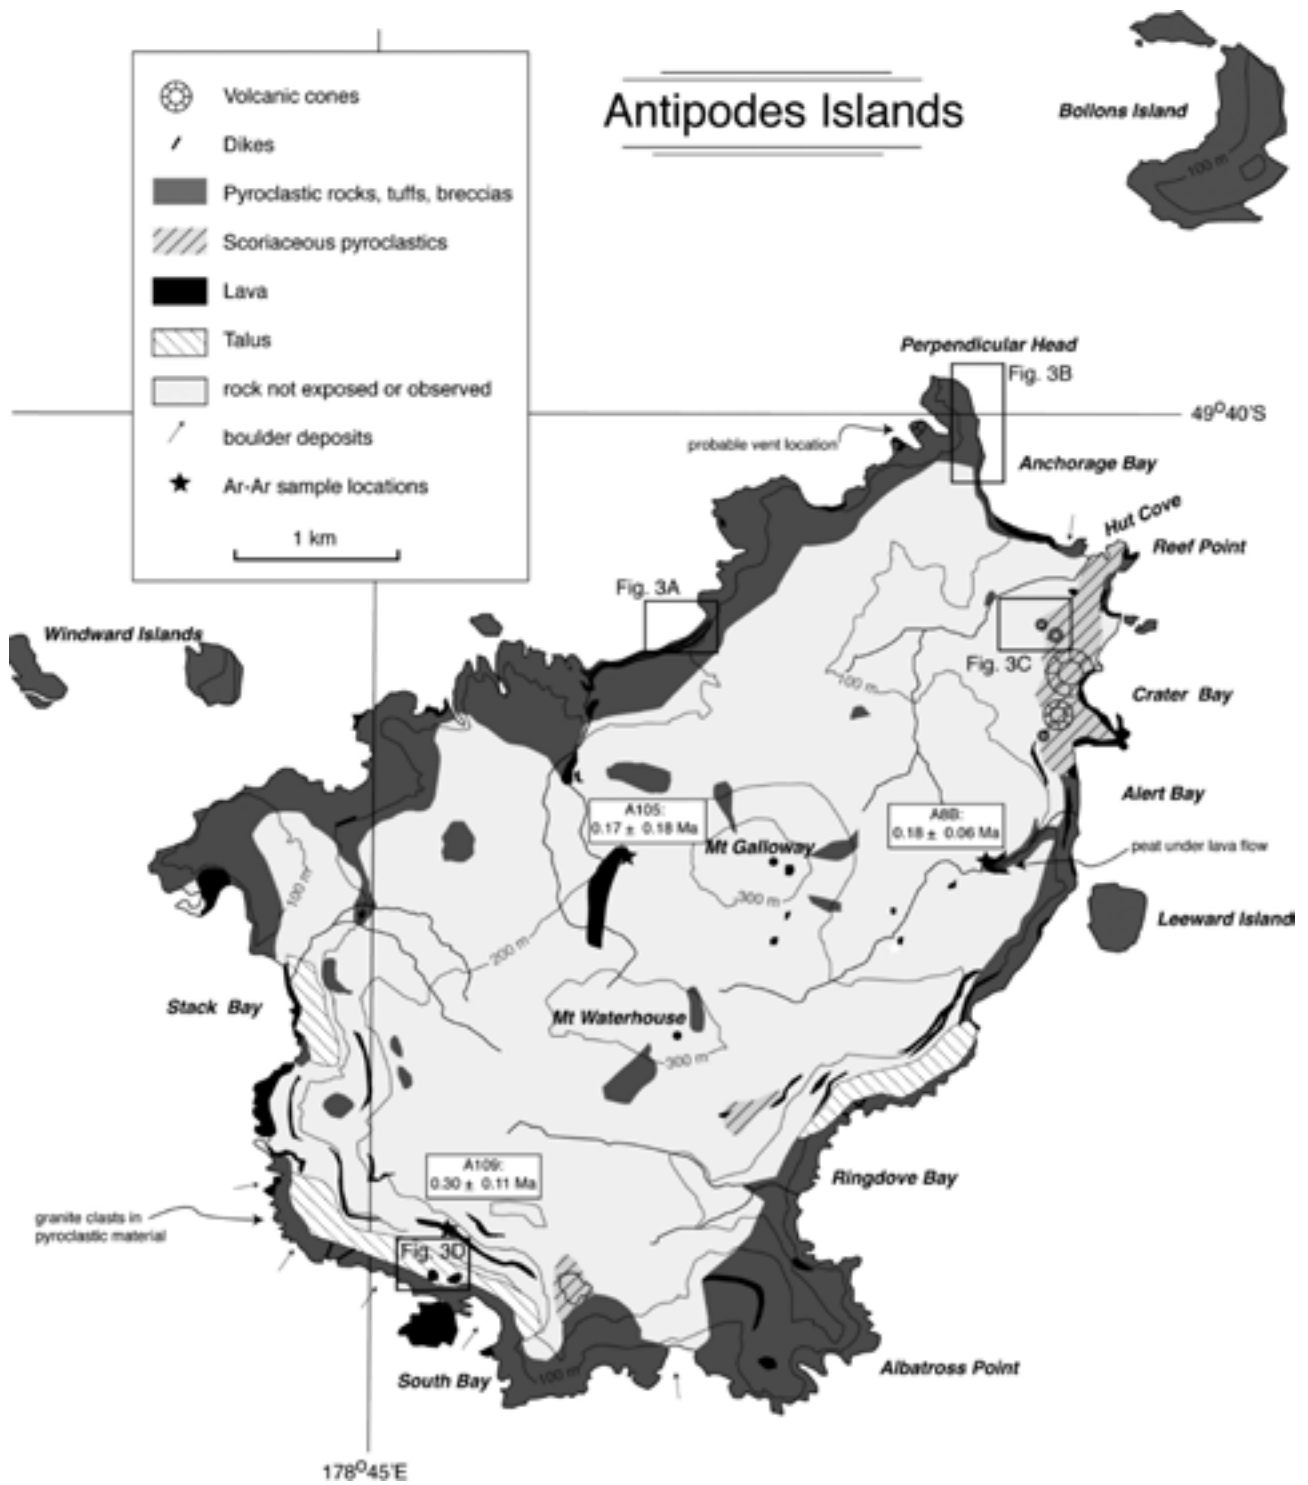 Antipodes Islands
Bollons Island
100 m
Volcanic cones
Dikes
Pyroclastic rocks, tuffs, breccias
Scoriaceous pyroclastics
Lava
Talus
rock not exposed or observed
boulder deposits
Ar-Ar sample locations
1 km
Perpendicular Head
Fig. 3B
49°40'S
probable vent location
Anchorage Bay
Hut Cove
Reef Point
Fig. 3A
Windward Islands
Fig. 3C
100 m
Crater Bay
Alert Bay
A105:
0.17 ± 0.18 Ma
A8B:
0.18 ± 0.06 Ma
Mt Galloway
peat under lava flow
100 m
300 m
Leeward Island
200 m
Stack Bay
Mt Waterhouse
300 m
A109:
0.30 ± 0.11 Ma
Ringdove Bay
granite clasts in
pyroclastic material
Fig. 3D
South Bay
100 m
Albatross Point
178°45'E